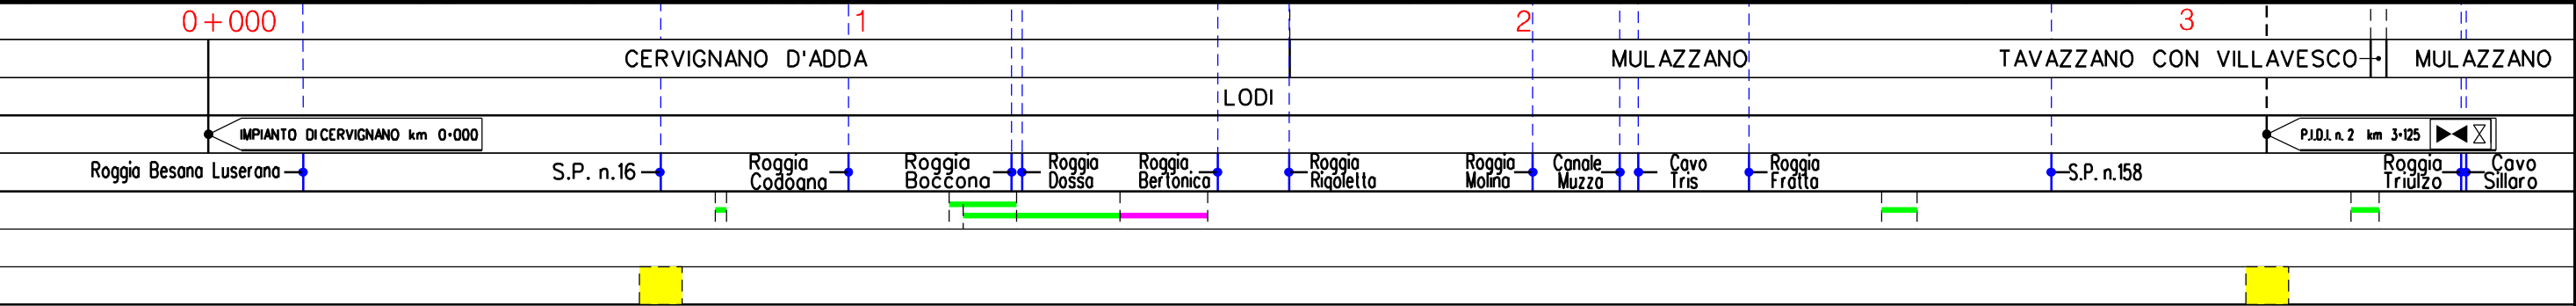 0+000 1 2 3
CERVIGNANO D'ADDA MULAZZANO TAVAZZANO CON VILLAVESCO MULAZZANO
LODI
IMPIANTO DI CERVIGNANO km 0+000 P.I.D.I. n. 2 km 3+125
Roggia Besana Luserana
S.P. n.16
Roggia
Codogna
Roggia
Boccona
Roggia
Dossa
Roggia
Bertonica
Roggia
Rigoletta
Roggia
Molina
Canale
Muzza
Cavo
Tris
Roggia
Fratta
S.P. n.158
Roggia
Triulzo
Cavo
Sillaro